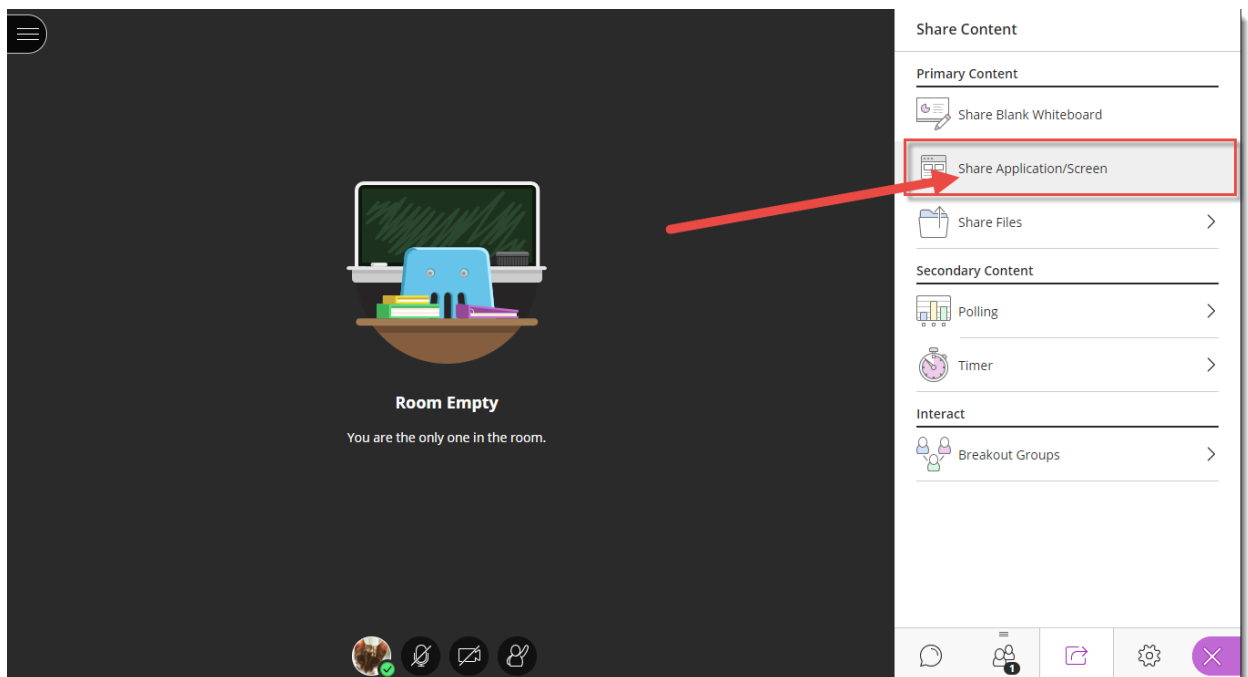 Share Content
Primary Content
Share Blank Whiteboard
Share Application/Screen
Share Files
Secondary Content
Polling
Timer
Interact
Breakout Groups
Room Empty
You are the only one in the room.
1